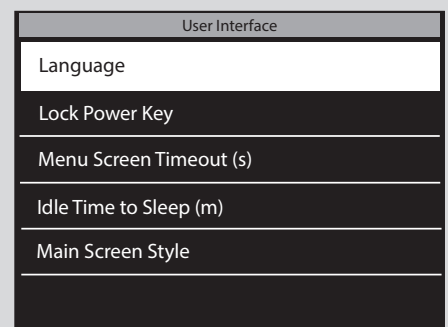 User Interface
Language
Lock Power Key
Menu Screen Timeout (s)
Idle Time to Sleep (m)
Main Screen Style